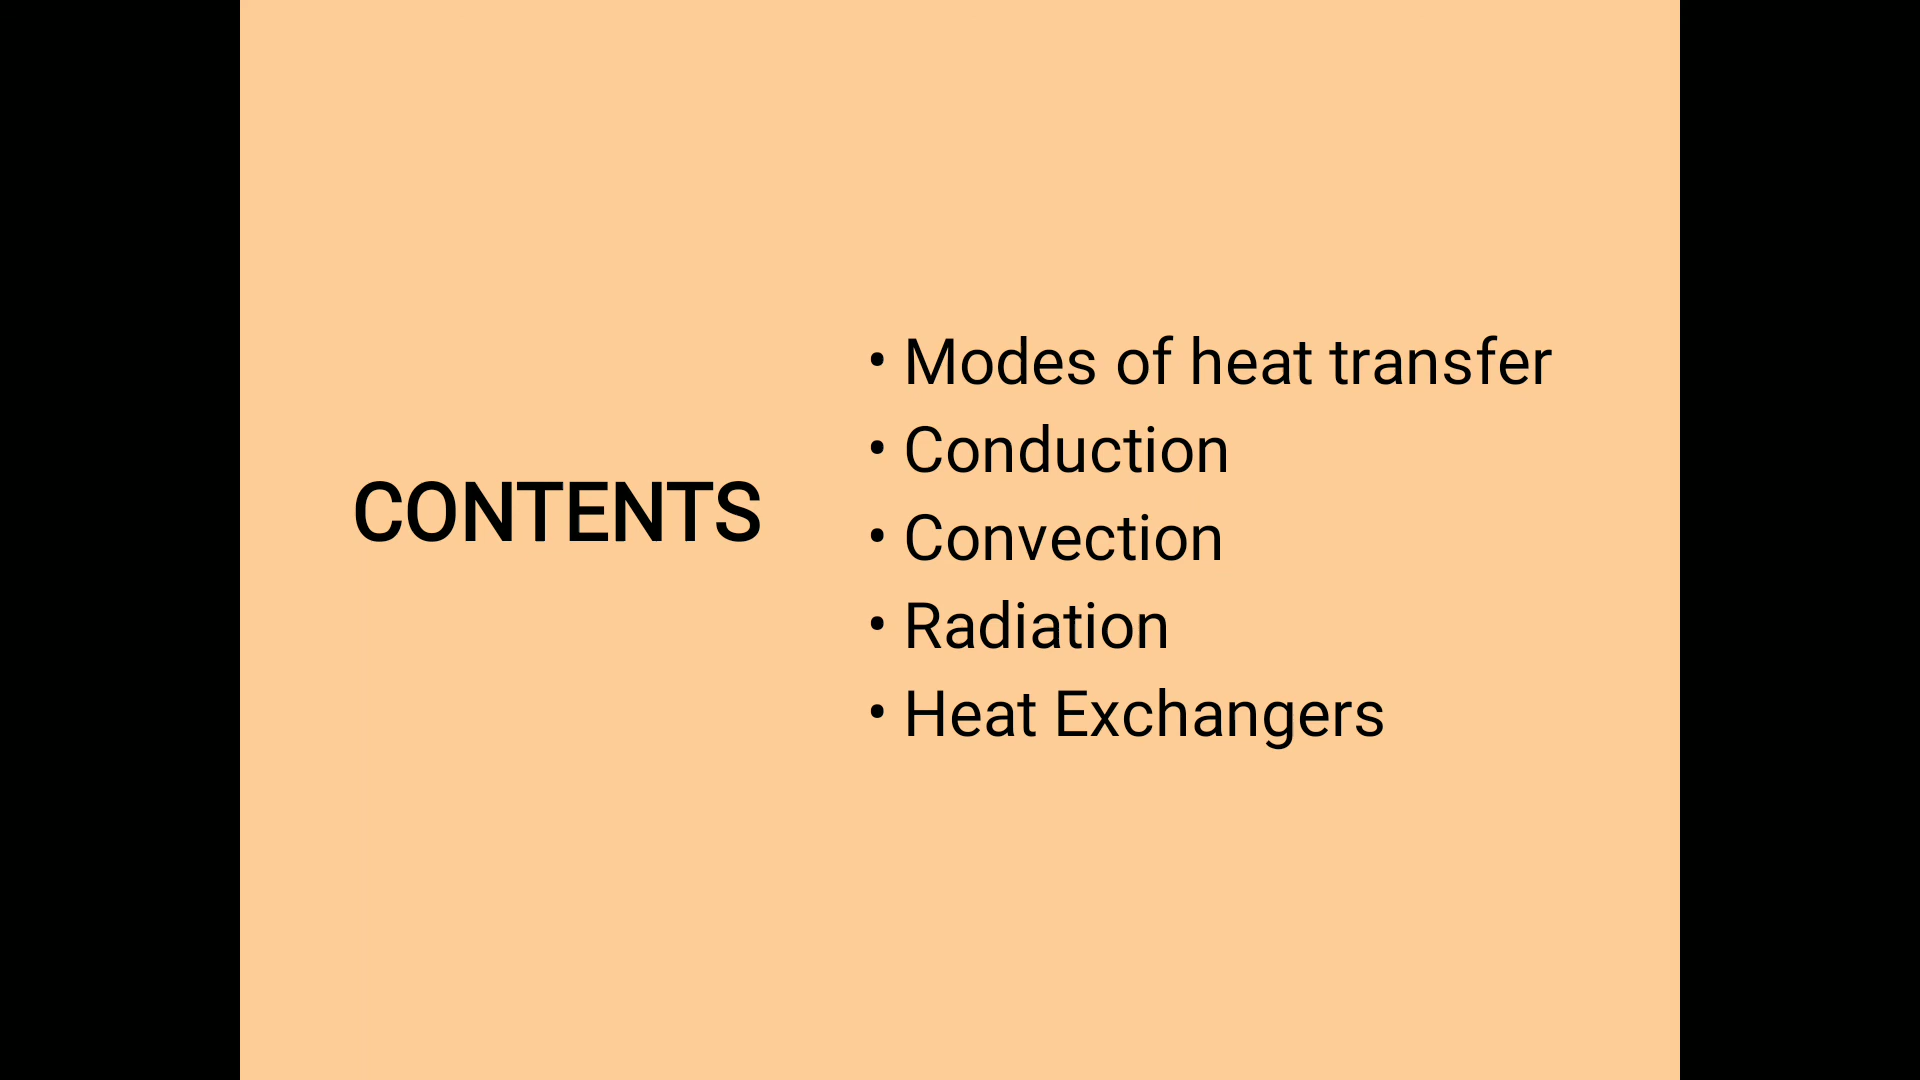 CONTENTS
• Modes of heat transfer
• Conduction
• Convection
• Radiation
• Heat Exchangers